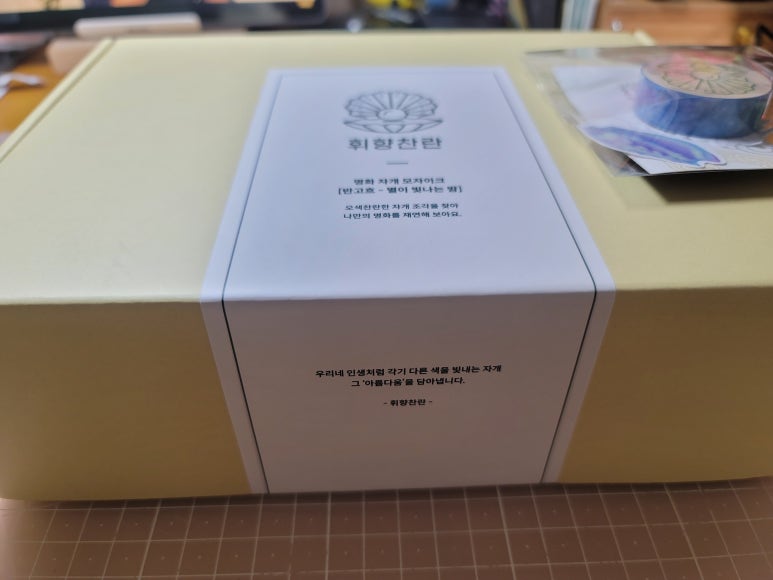 휘향찬란
명화 자개 모자이크
[반고흐 - 별이 빛나는 밤]
오색찬란한 자개 조각을 찾아
나만의 명화를 재연해 보아요.
우리네 인생처럼 각기 다른 색을 빛내는 자개
그 '아름다움'을 담아냅니다.
- 휘향찬란 -